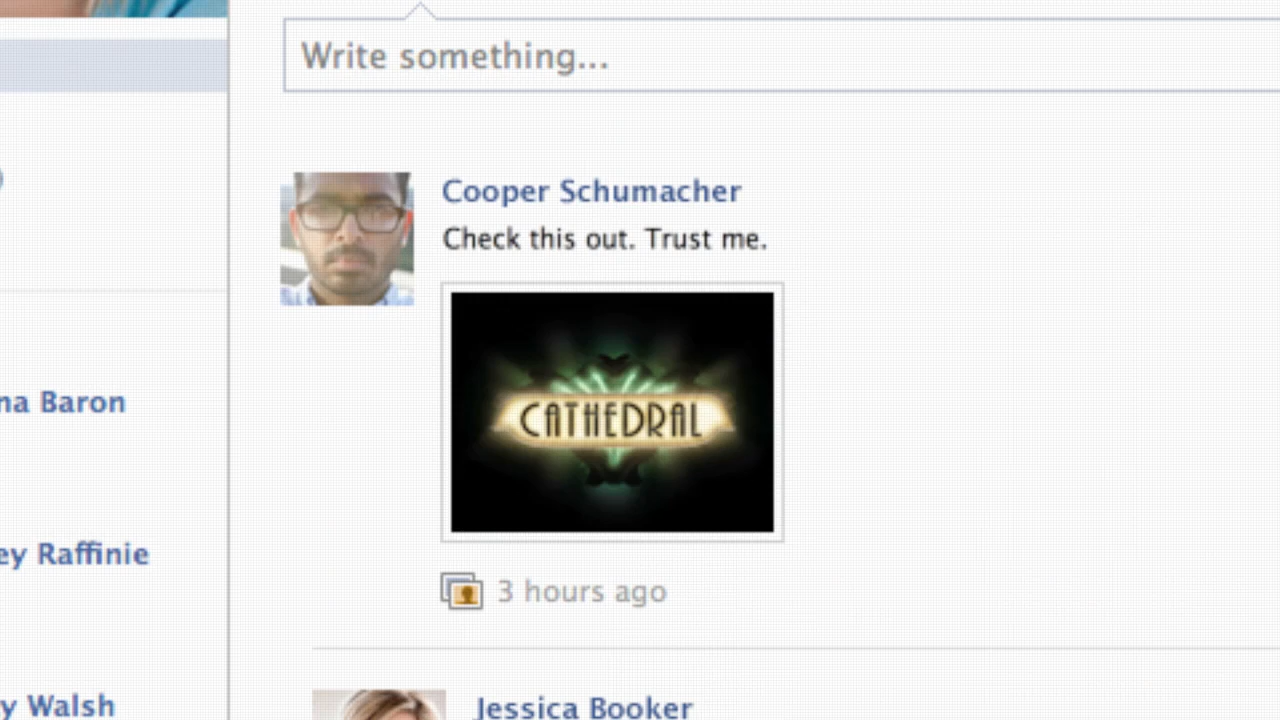 Write something...
Cooper Schumacher
Check this out. Trust me.
CATHEDRAL
3 hours ago
na Baron
ey Raffinie
y Walsh
Jessica Booker